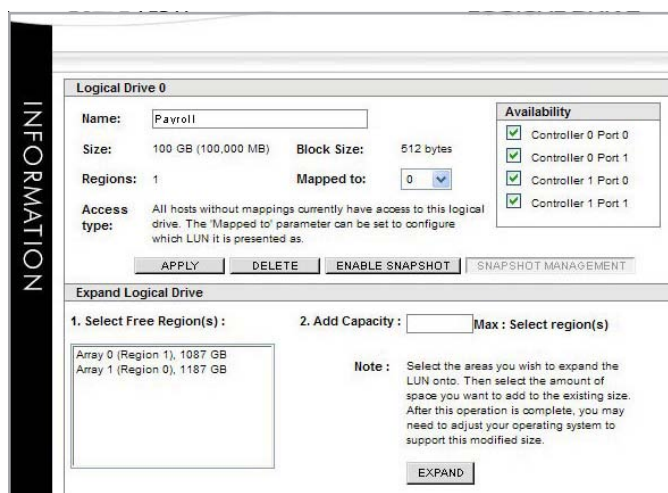 INFORMATION
Logical Drive 0
Name: Payroll
Size: 100 GB (100,000 MB) Block Size: 512 bytes
Regions: 1 Mapped to: 0
Access type: All hosts without mappings currently have access to this logical
drive. The 'Mapped to' parameter can be set to configure
which LUN it is presented as.
Availability
Controller 0 Port 0
Controller 0 Port 1
Controller 1 Port 0
Controller 1 Port 1
APPLY DELETE ENABLE SNAPSHOT SNAPSHOT MANAGEMENT
Expand Logical Drive
1. Select Free Region(s) : 2. Add Capacity : Max : Select region(s)
Array 0 (Region 1), 1087 GB
Array 1 (Region 0), 1187 GB
Note : Select the areas you wish to expand the
LUN onto. Then select the amount of
space you want to add to the existing size.
After this operation is complete, you may
need to adjust your operating system to
support this modified size.
EXPAND